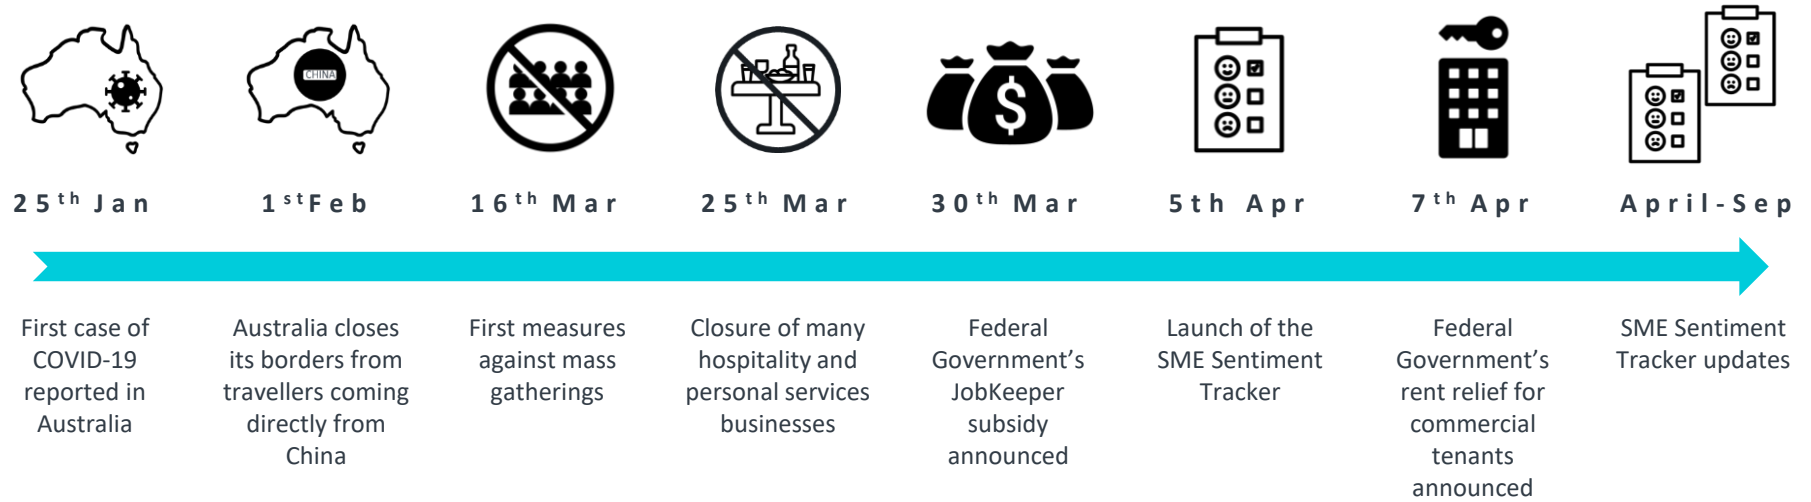 CHINA
$
25th Jan
1stFeb
16th Mar
25th Mar
30th Mar
5th Apr
7th Apr
April-Sep
First case of
COVID-19
reported in
Australia
Australia closes
its borders from
travellers coming
directly from
China
First measures
against mass
gatherings
Closure of many
hospitality and
personal services
businesses
Federal
Government’s
JobKeeper
subsidy
announced
Launch of the
SME Sentiment
Tracker
Federal
Government’s
rent relief for
commercial
tenants
announced
SME Sentiment
Tracker updates